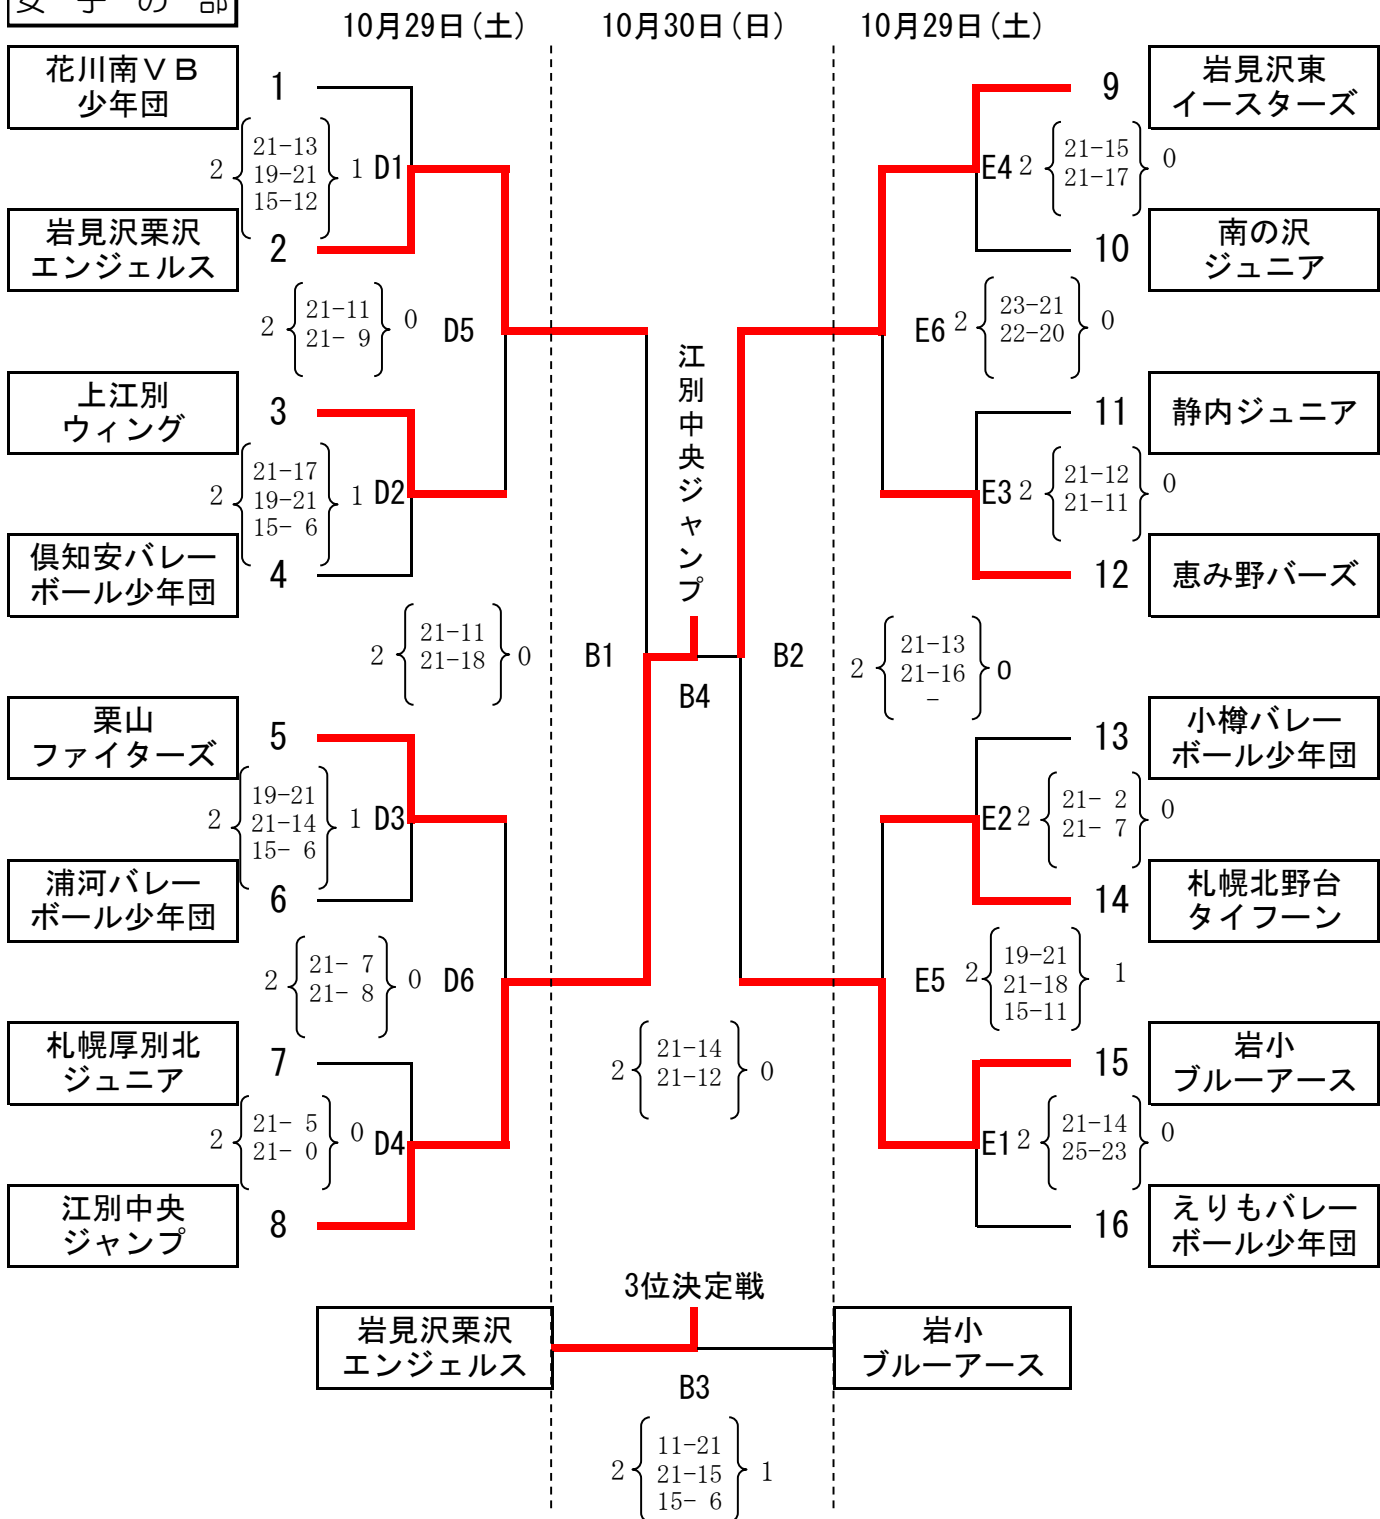 女 子 の 部
10月29日(土)
10月30日(日)
10月29日(土)
花川南VB
少年団
1
2
21-13
19-21
15-12
1
D1
岩見沢栗沢
エンジェルス
2
2
21-11
21- 9
0
D5
上江別
ウィング
3
2
21-17
19-21
15- 6
1
D2
倶知安バレー
ボール少年団
4
2
21-11
21-18
0
B1
栗山
ファイターズ
5
2
19-21
21-14
15- 6
1
D3
浦河バレー
ボール少年団
6
2
21- 7
21- 8
0
D6
札幌厚別北
ジュニア
7
2
21- 5
21- 0
0
D4
江別中央
ジャンプ
8
江別中央ジャンプ
B4
2
21-14
21-12
0
9
岩見沢東
イースターズ
E4
2
21-15
21-17
0
10
南の沢
ジュニア
E6
2
23-21
22-20
0
11
静内ジュニア
E3
2
21-12
21-11
0
12
恵み野バーズ
B2
2
21-13
21-16
-
0
13
小樽バレー
ボール少年団
E2
2
21- 2
21- 7
0
14
札幌北野台
タイフーン
E5
2
19-21
21-18
15-11
1
15
岩小
ブルーアース
E1
2
21-14
25-23
0
16
えりもバレー
ボール少年団
3位決定戦
岩見沢栗沢
エンジェルス
岩小
ブルーアース
B3
2
11-21
21-15
15- 6
1